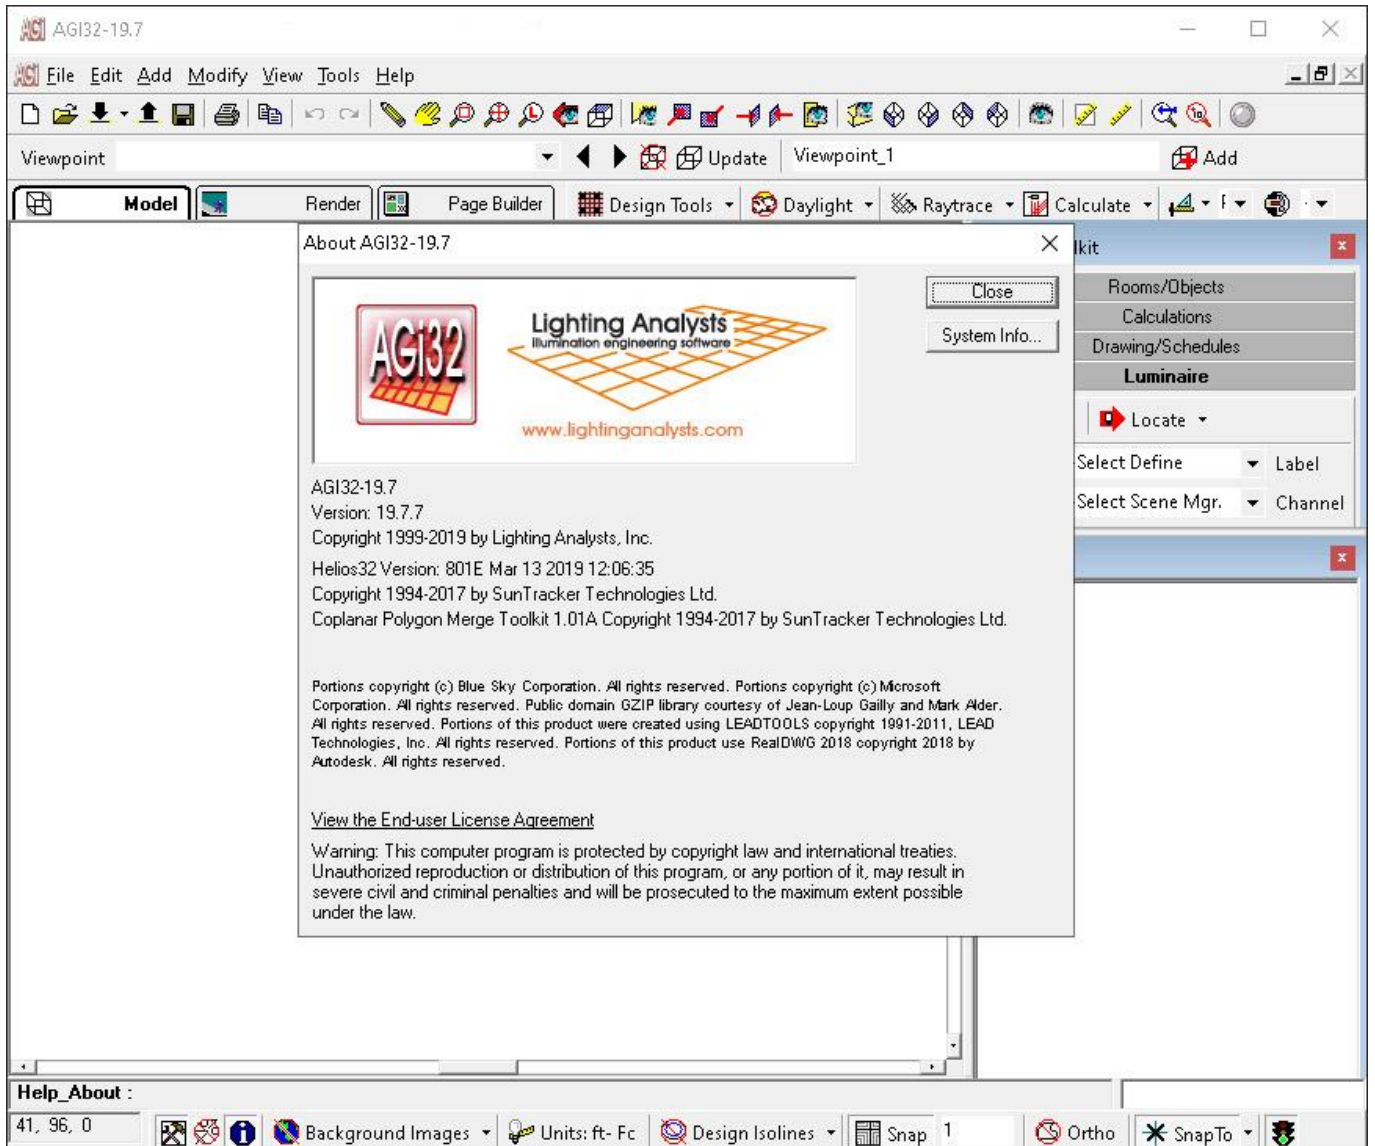 AGI32-19.7
File Edit Add Modify View Tools Help
Viewpoint Update Viewpoint_1 Add
Model Render Page Builder Design Tools Daylight Raytrace Calculate
About AGI32-19.7
lkit
Close
System Info...
AGI32
Lighting Analysts
illumination engineering software
www.lightinganalysts.com
Rooms/Objects
Calculations
Drawing/Schedules
Luminaire
Locate
Select Define Label
Select Scene Mgr. Channel
AGI32-19.7
Version: 19.7.7
Copyright 1999-2019 by Lighting Analysts, Inc.
Helios32 Version: 801E Mar 13 2019 12:06:35
Copyright 1994-2017 by SunTracker Technologies Ltd.
Coplanar Polygon Merge Toolkit 1.01A Copyright 1994-2017 by SunTracker Technologies Ltd.
Portions copyright (c) Blue Sky Corporation. All rights reserved. Portions copyright (c) Microsoft
Corporation. All rights reserved. Public domain GZIP library courtesy of Jean-Loup Gailly and Mark Alder.
All rights reserved. Portions of this product were created using LEADTOOLS copyright 1991-2011, LEAD
Technologies, Inc. All rights reserved. Portions of this product use RealDWG 2018 copyright 2018 by
Autodesk. All rights reserved.
View the End-user License Agreement
Warning: This computer program is protected by copyright law and international treaties.
Unauthorized reproduction or distribution of this program, or any portion of it, may result in
severe civil and criminal penalties and will be prosecuted to the maximum extent possible
under the law.
Help_About :
41, 96, 0 Background Images Units: ft- Fc Design Isolines Snap 1 Ortho SnapTo